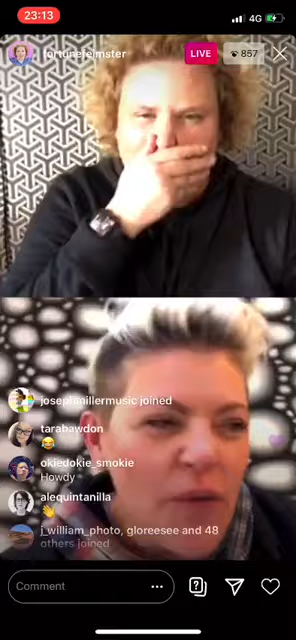 23:13
4G
fortunefeimster
LIVE
857
josephmillermusic joined
tarabawdon
😂
okiedokie_smokie
Howdy
alequintanilla
👋
j_william_photo, gloreesee and 48
others joined
Comment